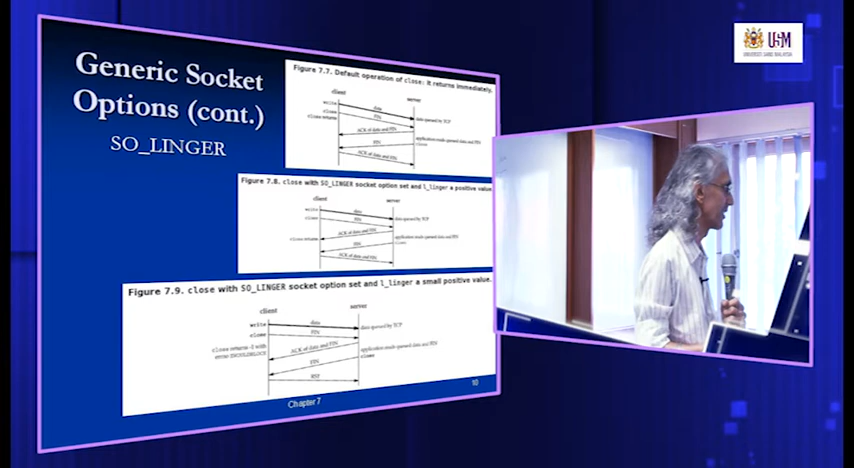 Generic Socket
Options (cont.)
SO_LINGER
Figure 7.7. Default operation of close: it returns immediately.
client
server
write
data
close
FIN
close returns
data queued by TCP
ACK of data and FIN
application reads queued data and FIN
close
FIN
ACK of data and FIN
Figure 7.8. close with SO_LINGER socket option set and l_linger a positive value
client
server
write
data
close
FIN
data queued by TCP
ACK of data and FIN
application reads queued data and FIN
close returns
close
FIN
ACK of data and FIN
Figure 7.9. close with SO_LINGER socket option set and l_linger a small positive value.
client
server
write
data
data queued by TCP
close
FIN
close returns -1 with
errno EWOULDBLOCK
ACK of data and FIN
application reads queued data and FIN
close
FIN
RST
Chapter 7
10
USM
UNIVERSITI SAINS MALAYSIA